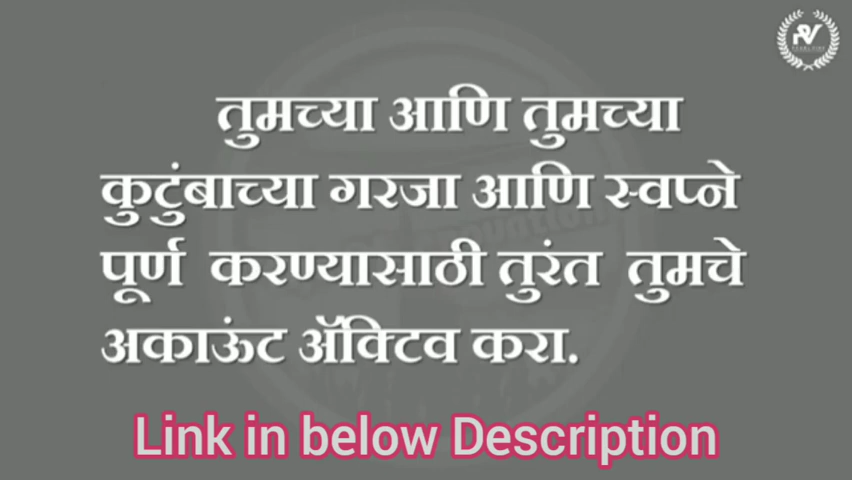 तुमच्या आणि तुमच्या
कुटुंबाच्या गरजा आणि स्वप्ने
पूर्ण करण्यासाठी तुरंत तुमचे
अकाऊंट ॲक्टिव करा.
Link in below Description